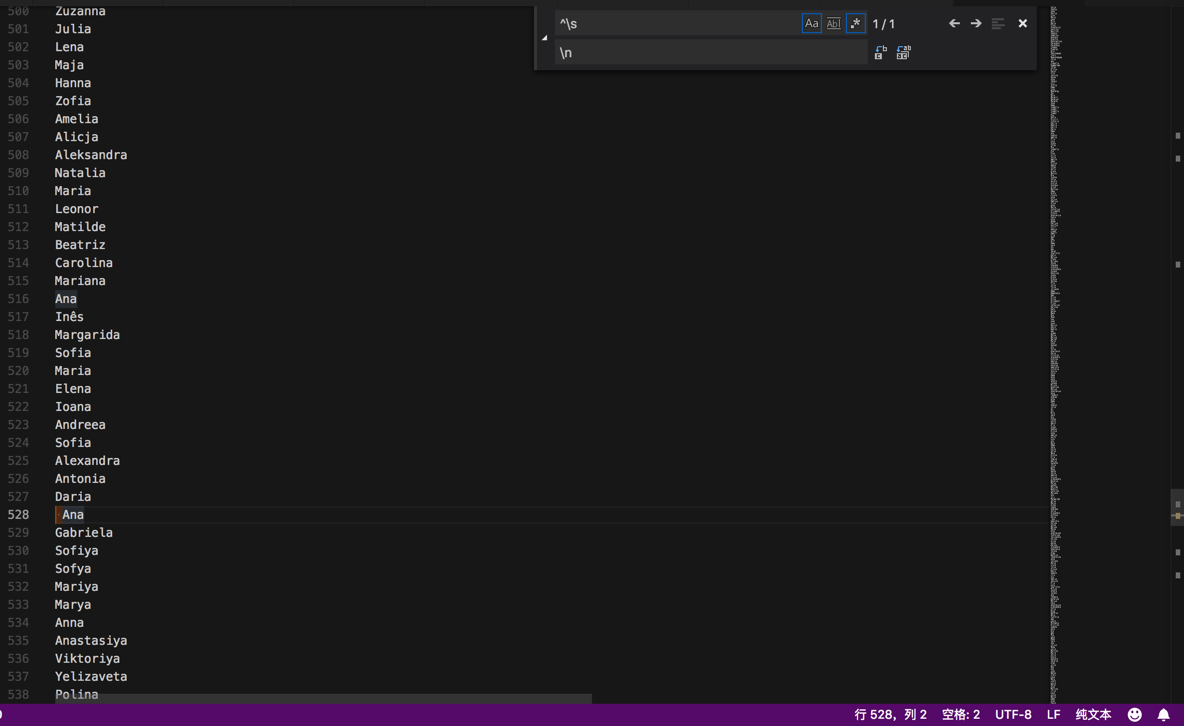 ^\s Aa Abl .* 1 / 1
\n
500 Zuzanna
501 Julia
502 Lena
503 Maja
504 Hanna
505 Zofia
506 Amelia
507 Alicja
508 Aleksandra
509 Natalia
510 Maria
511 Leonor
512 Matilde
513 Beatriz
514 Carolina
515 Mariana
516 Ana
517 Inês
518 Margarida
519 Sofia
520 Maria
521 Elena
522 Ioana
523 Andreea
524 Sofia
525 Alexandra
526 Antonia
527 Daria
528 Ana
529 Gabriela
530 Sofiya
531 Sofya
532 Mariya
533 Marya
534 Anna
535 Anastasiya
536 Viktoriya
537 Yelizaveta
538 Polina
行 528，列 2 空格: 2 UTF-8 LF 纯文本